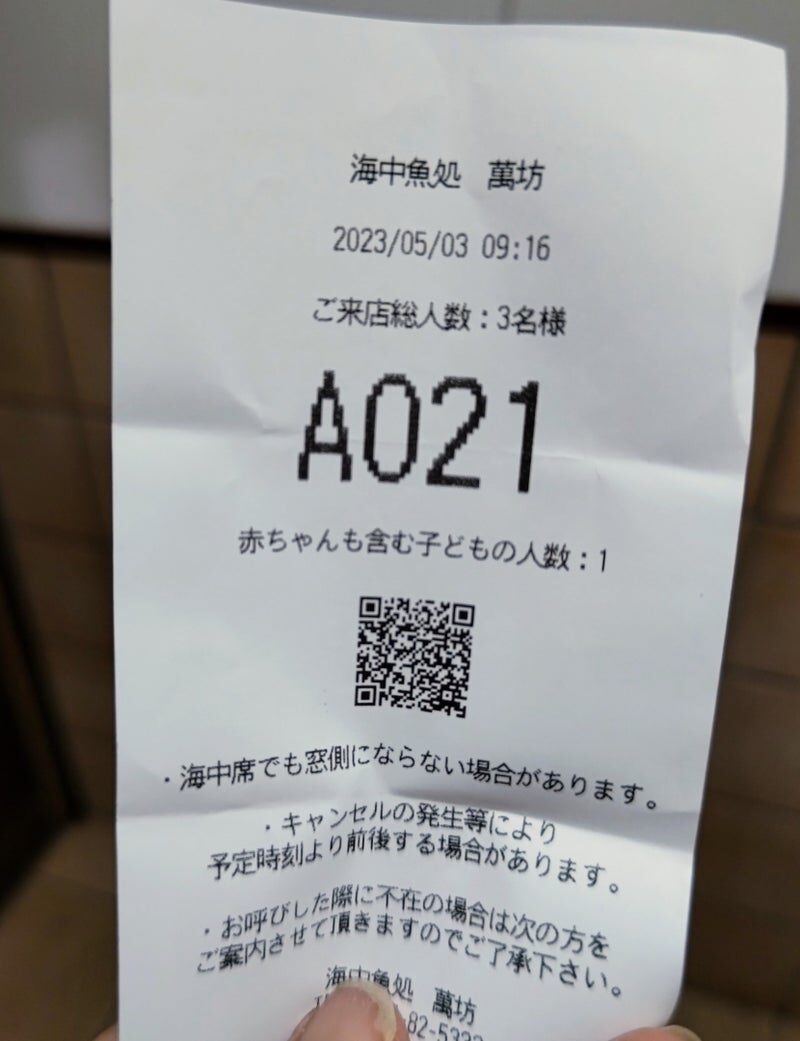 海中魚処 萬坊
2023/05/03 09:16
ご来店総人数:3名様
A021
赤ちゃんも含む子どもの人数:1
・海中席でも窓側にならない場合があります。
・キャンセルの発生等により
予定時刻より前後する場合があります。
・お呼びした際に不在の場合は次の方を
ご案内させて頂きますのでご了承下さい。
海中魚処 萬坊